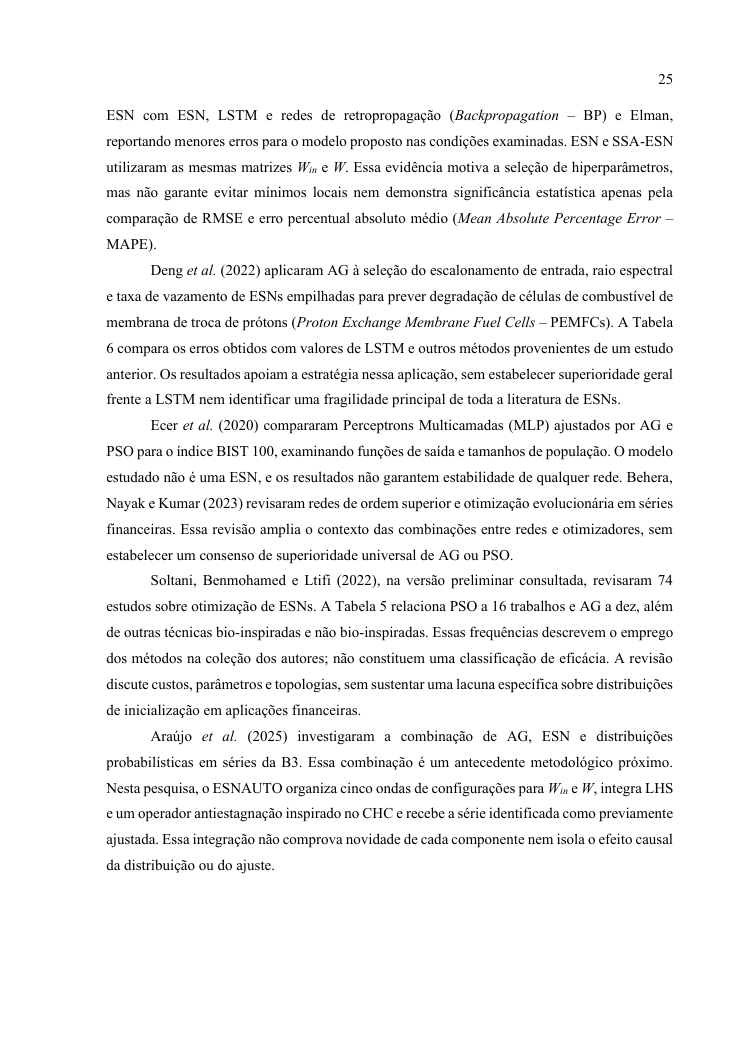 25
ESN com ESN, LSTM e redes de retropropagação (Backpropagation – BP) e Elman,
reportando menores erros para o modelo proposto nas condições examinadas. ESN e SSA-ESN
utilizaram as mesmas matrizes Win e W. Essa evidência motiva a seleção de hiperparâmetros,
mas não garante evitar mínimos locais nem demonstra significância estatística apenas pela
comparação de RMSE e erro percentual absoluto médio (Mean Absolute Percentage Error –
MAPE).
Deng et al. (2022) aplicaram AG à seleção do escalonamento de entrada, raio espectral
e taxa de vazamento de ESNs empilhadas para prever degradação de células de combustível de
membrana de troca de prótons (Proton Exchange Membrane Fuel Cells – PEMFCs). A Tabela
6 compara os erros obtidos com valores de LSTM e outros métodos provenientes de um estudo
anterior. Os resultados apoiam a estratégia nessa aplicação, sem estabelecer superioridade geral
frente a LSTM nem identificar uma fragilidade principal de toda a literatura de ESNs.
Ecer et al. (2020) compararam Perceptrons Multicamadas (MLP) ajustados por AG e
PSO para o índice BIST 100, examinando funções de saída e tamanhos de população. O modelo
estudado não é uma ESN, e os resultados não garantem estabilidade de qualquer rede. Behera,
Nayak e Kumar (2023) revisaram redes de ordem superior e otimização evolucionária em séries
financeiras. Essa revisão amplia o contexto das combinações entre redes e otimizadores, sem
estabelecer um consenso de superioridade universal de AG ou PSO.
Soltani, Benmohamed e Ltifi (2022), na versão preliminar consultada, revisaram 74
estudos sobre otimização de ESNs. A Tabela 5 relaciona PSO a 16 trabalhos e AG a dez, além
de outras técnicas bio-inspiradas e não bio-inspiradas. Essas frequências descrevem o emprego
dos métodos na coleção dos autores; não constituem uma classificação de eficácia. A revisão
discute custos, parâmetros e topologias, sem sustentar uma lacuna específica sobre distribuições
de inicialização em aplicações financeiras.
Araújo et al. (2025) investigaram a combinação de AG, ESN e distribuições
probabilísticas em séries da B3. Essa combinação é um antecedente metodológico próximo.
Nesta pesquisa, o ESNAUTO organiza cinco ondas de configurações para Win e W, integra LHS
e um operador antiestagnação inspirado no CHC e recebe a série identificada como previamente
ajustada. Essa integração não comprova novidade de cada componente nem isola o efeito causal
da distribuição ou do ajuste.